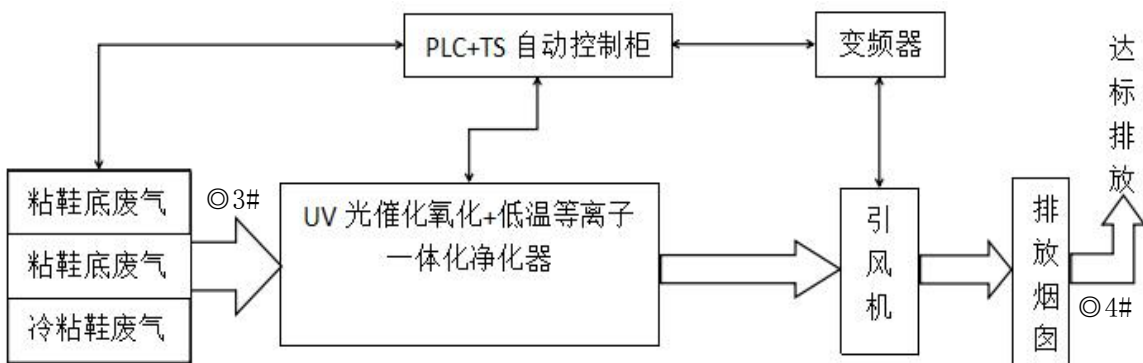 PLC+TS 自动控制柜
变频器
达标排放
粘鞋底废气
◎3#
粘鞋底废气
冷粘鞋废气
UV 光催化氧化+低温等离子
一体化净化器
引风机
排放烟囱
◎4#